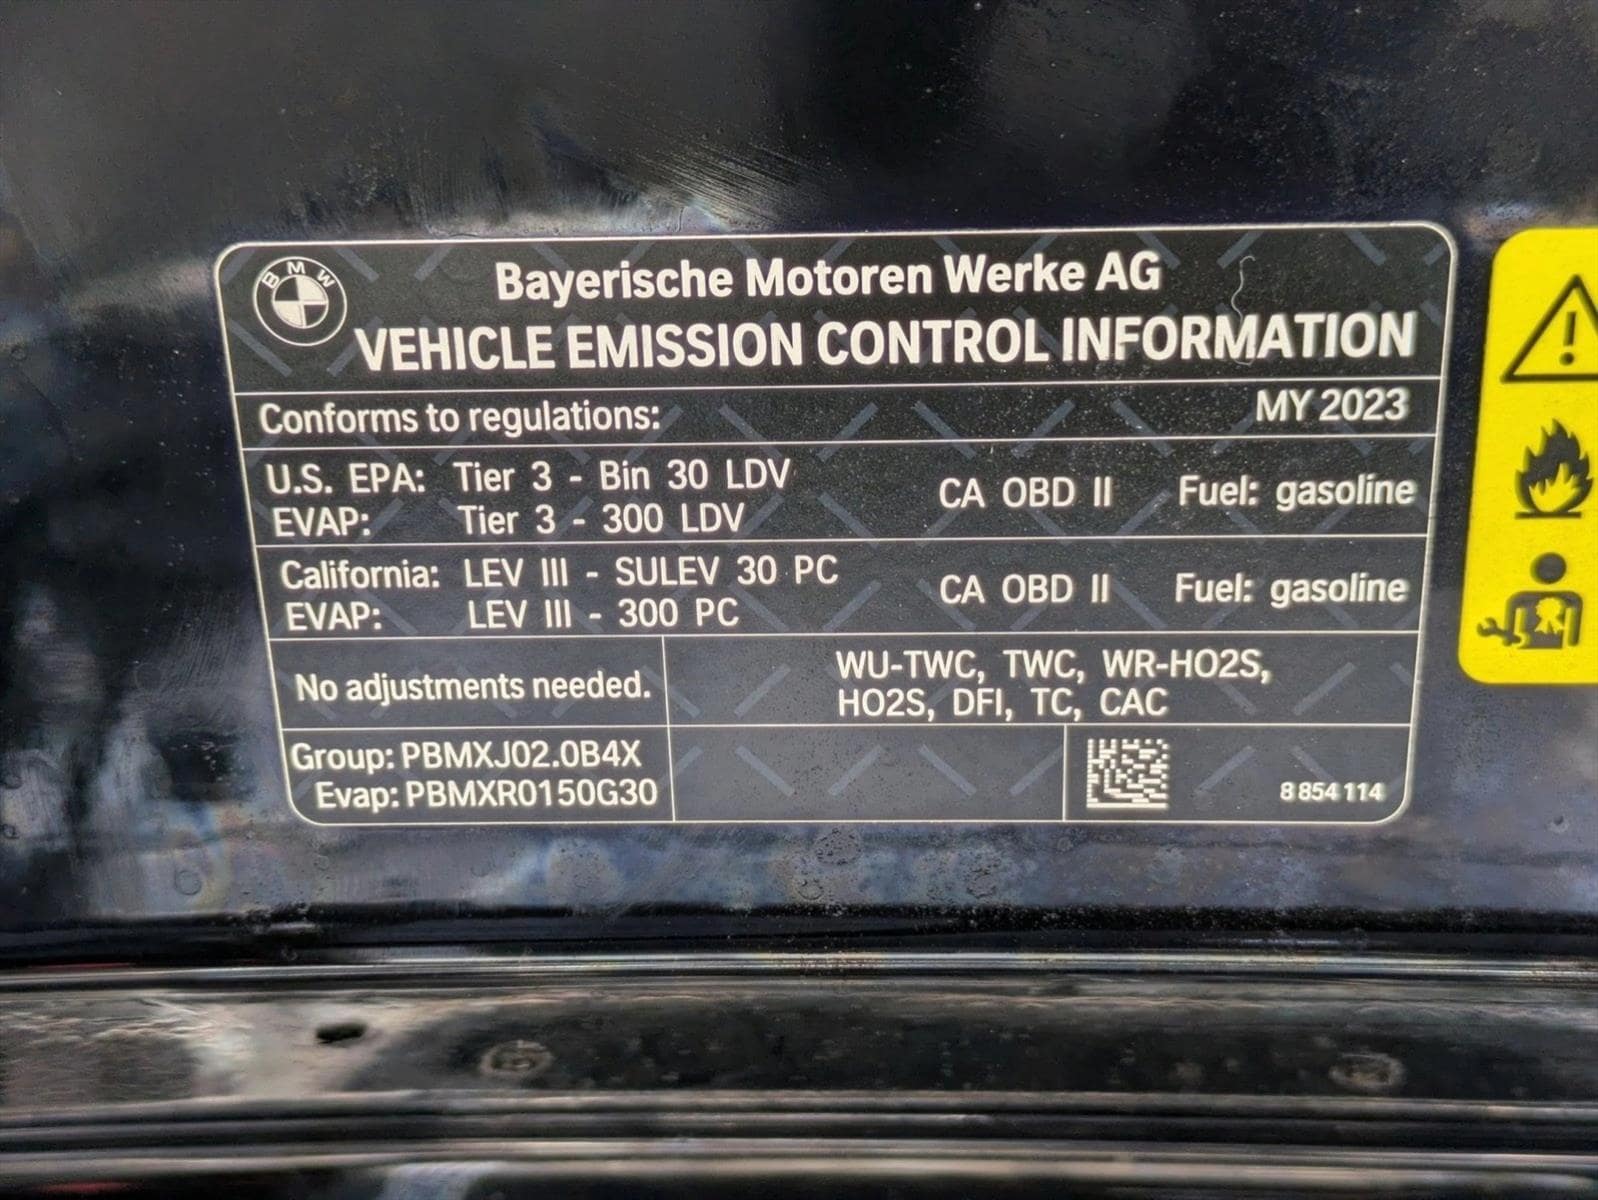 BMW
Bayerische Motoren Werke AG
VEHICLE EMISSION CONTROL INFORMATION
Conforms to regulations: MY 2023
U.S. EPA: Tier 3 - Bin 30 LDV CA OBD II Fuel: gasoline
EVAP: Tier 3 - 300 LDV
California: LEV III - SULEV 30 PC CA OBD II Fuel: gasoline
EVAP: LEV III - 300 PC
No adjustments needed.
WU-TWC, TWC, WR-HO2S,
HO2S, DFI, TC, CAC
Group: PBMXJ02.0B4X
Evap: PBMXR0150G30
8 854 114